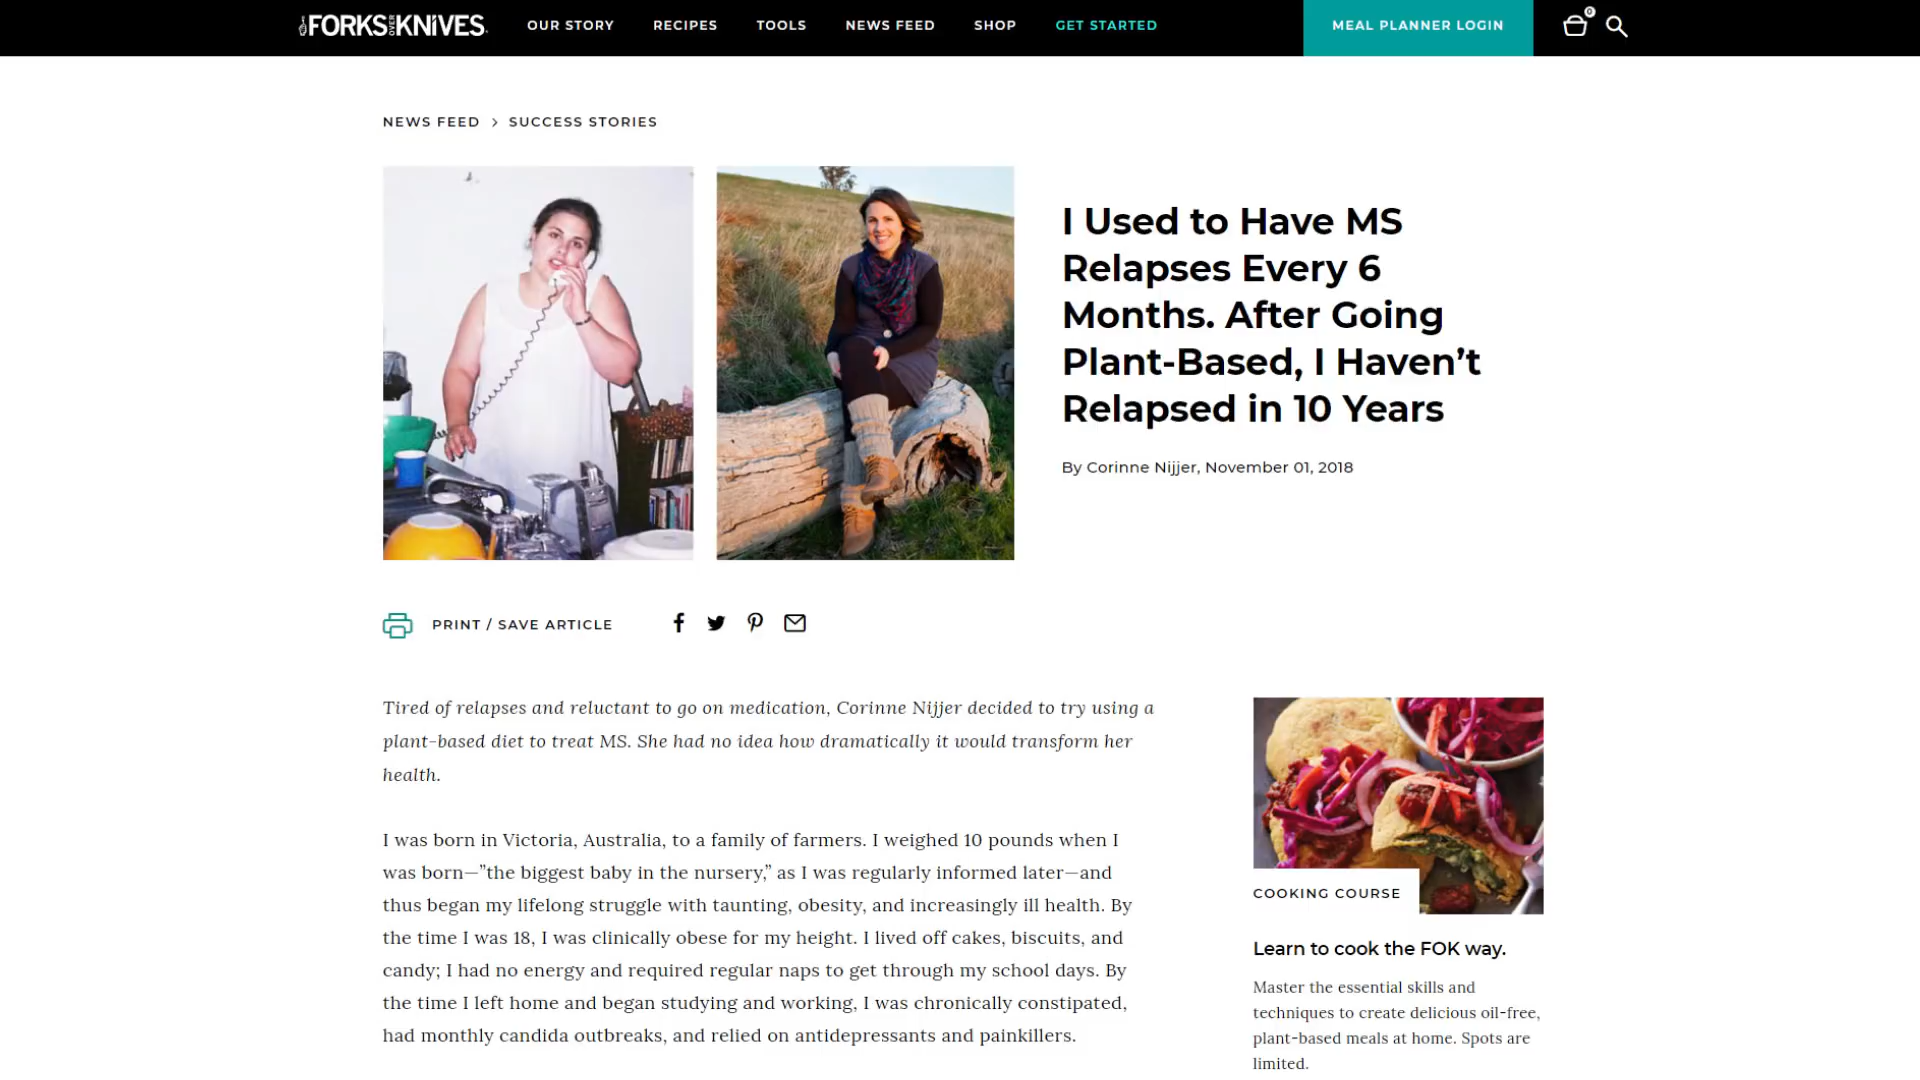 FORKS OVER KNIVES
OUR STORY
RECIPES
TOOLS
NEWS FEED
SHOP
GET STARTED
MEAL PLANNER LOGIN
0
NEWS FEED > SUCCESS STORIES
I Used to Have MS
Relapses Every 6
Months. After Going
Plant-Based, I Haven’t
Relapsed in 10 Years
By Corinne Nijjer, November 01, 2018
PRINT / SAVE ARTICLE
Tired of relapses and reluctant to go on medication, Corinne Nijjer decided to try using a
plant-based diet to treat MS. She had no idea how dramatically it would transform her
health.
I was born in Victoria, Australia, to a family of farmers. I weighed 10 pounds when I
was born—”the biggest baby in the nursery,” as I was regularly informed later—and
thus began my lifelong struggle with taunting, obesity, and increasingly ill health. By
the time I was 18, I was clinically obese for my height. I lived off cakes, biscuits, and
candy; I had no energy and required regular naps to get through my school days. By
the time I left home and began studying and working, I was chronically constipated,
had monthly candida outbreaks, and relied on antidepressants and painkillers.
COOKING COURSE
Learn to cook the FOK way.
Master the essential skills and
techniques to create delicious oil-free,
plant-based meals at home. Spots are
limited.